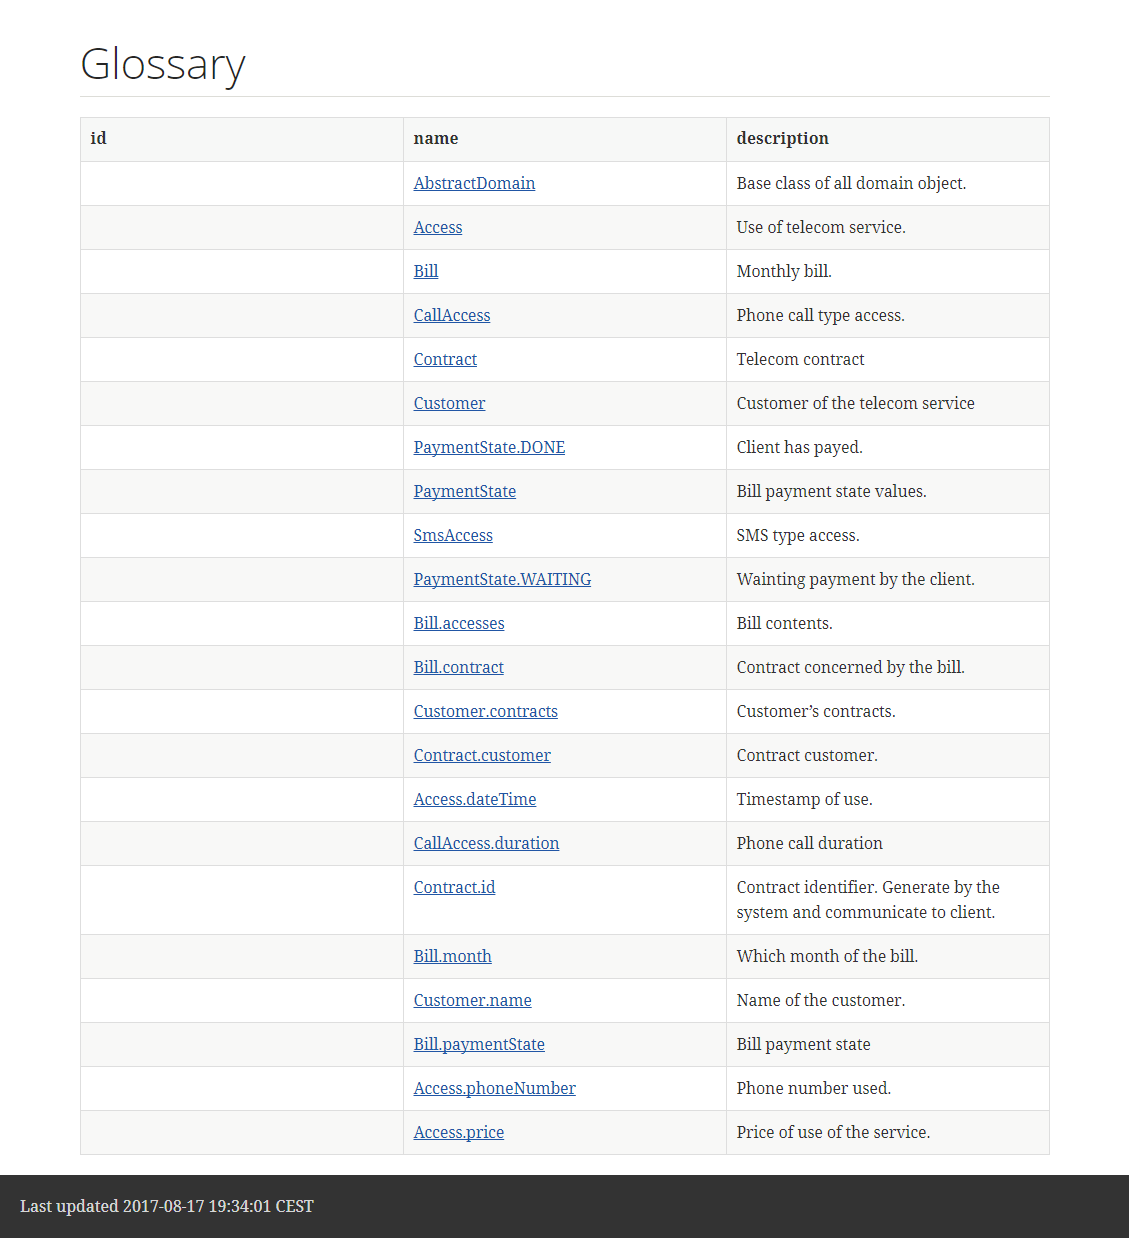 Glossary
id name description
AbstractDomain Base class of all domain object.
Access Use of telecom service.
Bill Monthly bill.
CallAccess Phone call type access.
Contract Telecom contract
Customer Customer of the telecom service
PaymentState.DONE Client has payed.
PaymentState Bill payment state values.
SmsAccess SMS type access.
PaymentState.WAITING Wainting payment by the client.
Bill.accesses Bill contents.
Bill.contract Contract concerned by the bill.
Customer.contracts Customer’s contracts.
Contract.customer Contract customer.
Access.dateTime Timestamp of use.
CallAccess.duration Phone call duration
Contract.id Contract identifier. Generate by the
system and communicate to client.
Bill.month Which month of the bill.
Customer.name Name of the customer.
Bill.paymentState Bill payment state
Access.phoneNumber Phone number used.
Access.price Price of use of the service.
Last updated 2017-08-17 19:34:01 CEST